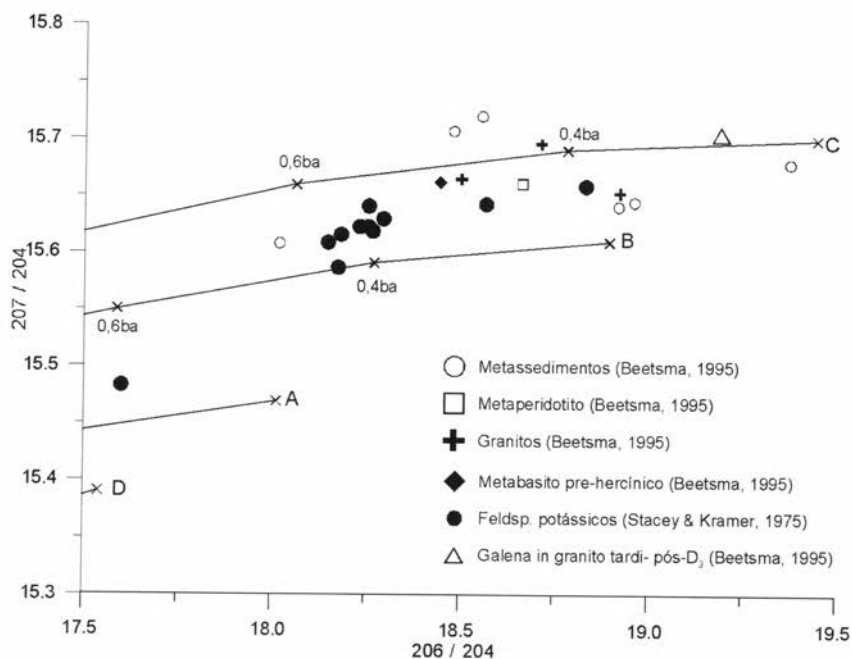 15.8
15.7
15.6
15.5
15.4
15.3
207 / 204
17.5
18.0
18.5
19.0
19.5
206 / 204
0,6ba
0,4ba
C
0,6ba
0,4ba
B
A
D
Metassedimentos (Beetsma, 1995)
Metaperidotito (Beetsma, 1995)
Granitos (Beetsma, 1995)
Metabasito pre-hercínico (Beetsma, 1995)
Feldsp. potássicos (Stacey & Kramer, 1975)
Galena in granito tardi- pós-D₃ (Beetsma, 1995)